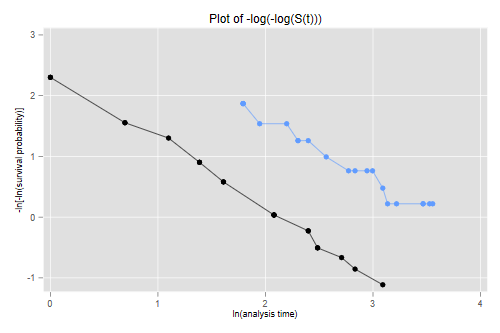 Plot of -log(-log(S(t)))
-ln[-ln(survival probability)]
3
2
1
0
-1
0 1 2 3 4
ln(analysis time)